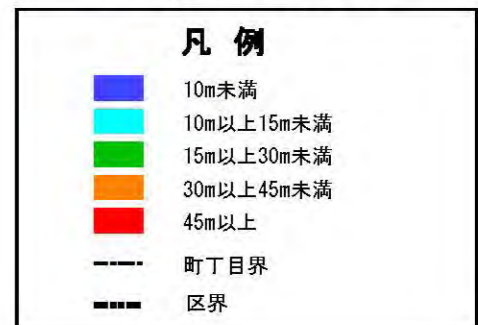 凡 例
10m未満
10m以上15m未満
15m以上30m未満
30m以上45m未満
45m以上
町丁目界
区界